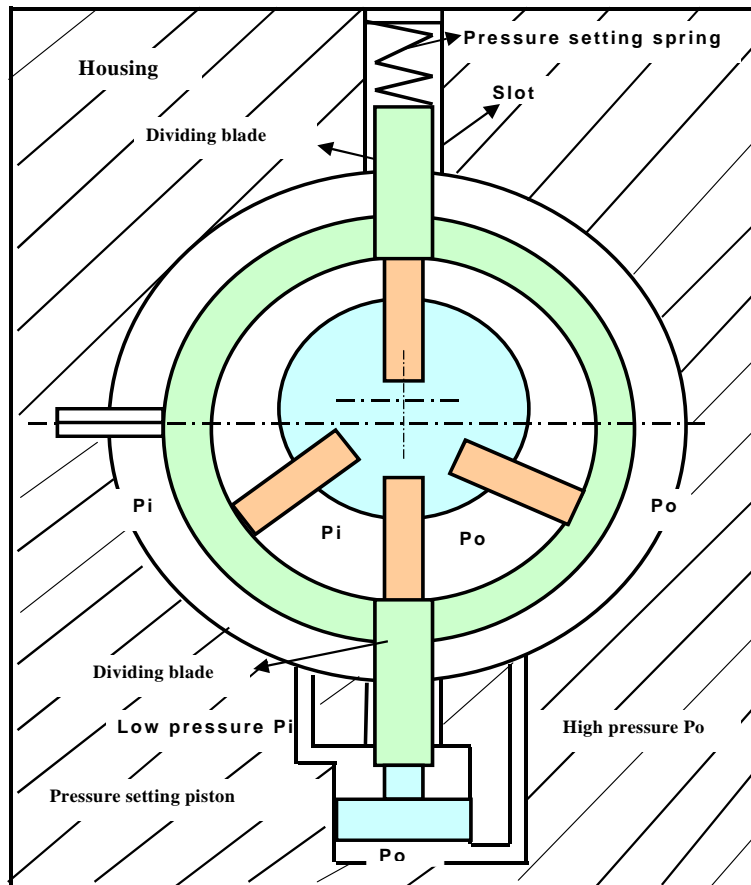 Pressure setting spring
Housing
Slot
Dividing blade
Pi
Po
Pi
Po
Dividing blade
Low pressure Pi
High pressure Po
Pressure setting piston
Po